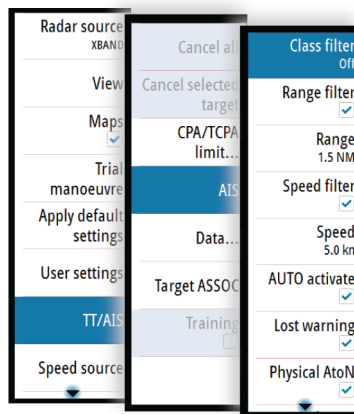 Radar source
XBAND
View
Maps
Trial
manoeuvre
Apply default
settings
User settings
TT/AIS
Speed source
Cancel all
Cancel selected
target
CPA/TCPA
limit...
AIS
Data...
Target ASSOC
Training
Class filter
Off
Range filter
Range
1.5 NM
Speed filter
Speed
5.0 kn
AUTO activate
Lost warning
Physical AtoN